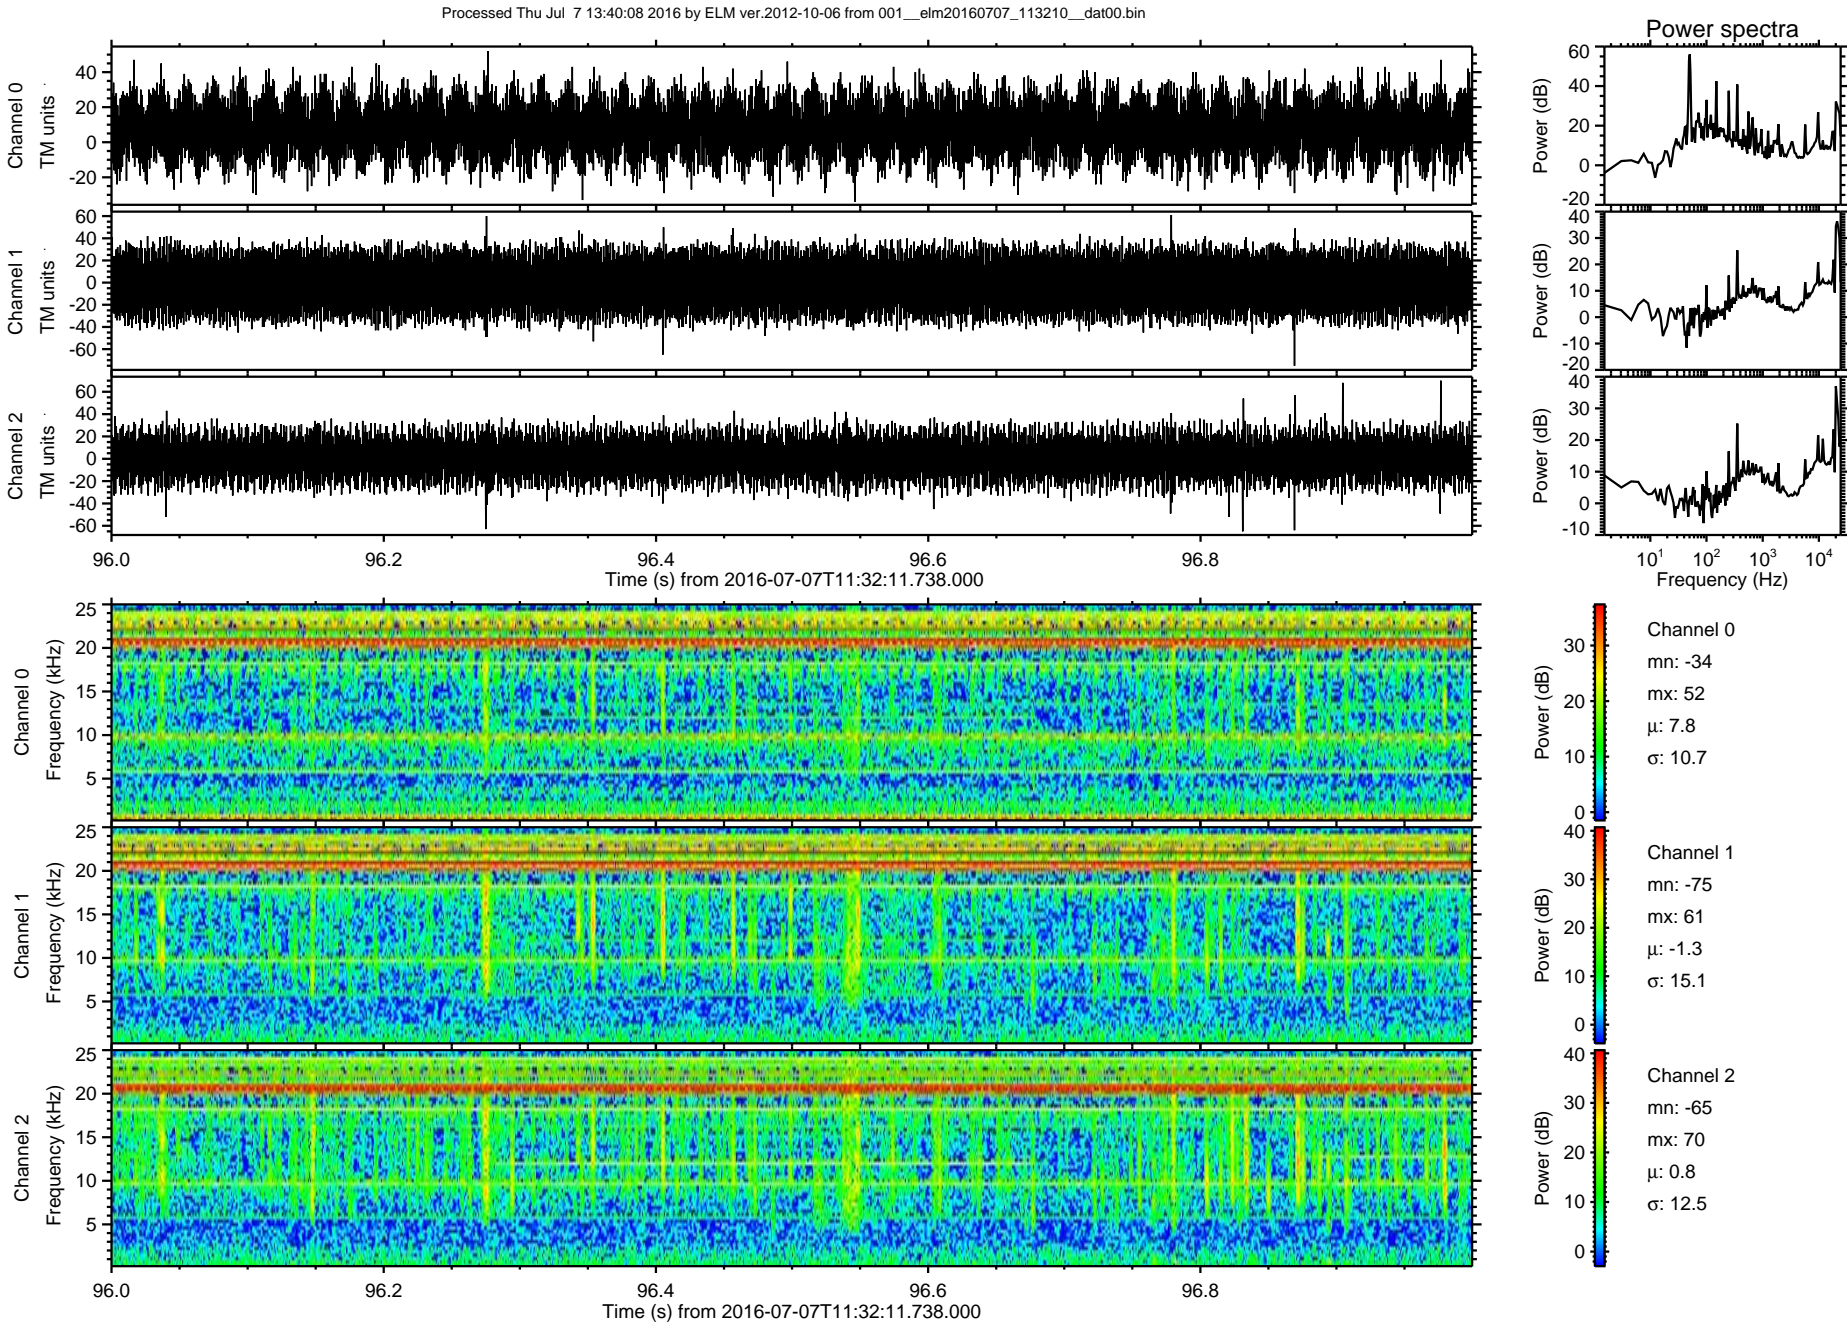 Processed Thu Jul  7 13:40:08 2016 by ELM ver.2012-10-06 from 001__elm20160707_113210__dat00.bin
Power spectra
Channel 0
TM units
40
20
0
-20
Power (dB)
60
40
20
0
-20
Channel 1
TM units
60
40
20
0
-20
-40
-60
Power (dB)
40
30
20
10
0
-10
-20
Channel 2
TM units
60
40
20
0
-20
-40
-60
Power (dB)
40
30
20
10
0
-10
96.0 96.2 96.4 96.6 96.8
Time (s) from 2016-07-07T11:32:11.738.000
10^1 10^2 10^3 10^4
Frequency (Hz)
Channel 0
Frequency (kHz)
25
20
15
10
5
Power (dB)
30
20
10
0
Channel 0
mn: -34
mx: 52
μ: 7.8
σ: 10.7
Channel 1
Frequency (kHz)
25
20
15
10
5
Power (dB)
40
30
20
10
0
Channel 1
mn: -75
mx: 61
μ: -1.3
σ: 15.1
Channel 2
Frequency (kHz)
25
20
15
10
5
Power (dB)
40
30
20
10
0
Channel 2
mn: -65
mx: 70
μ: 0.8
σ: 12.5
96.0 96.2 96.4 96.6 96.8
Time (s) from 2016-07-07T11:32:11.738.000